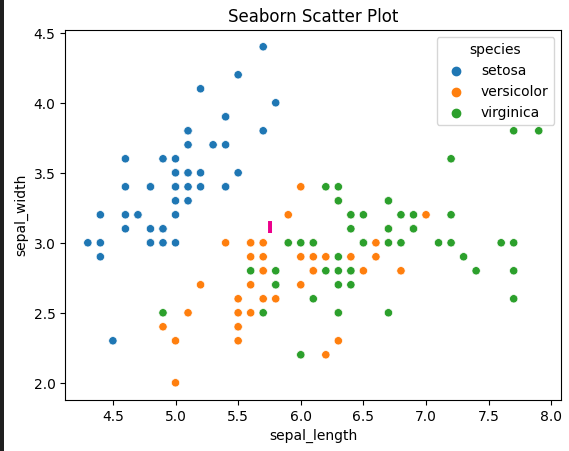 Seaborn Scatter Plot
species
setosa
versicolor
virginica
4.5
4.0
3.5
3.0
2.5
2.0
sepal_width
4.5 5.0 5.5 6.0 6.5 7.0 7.5 8.0
sepal_length